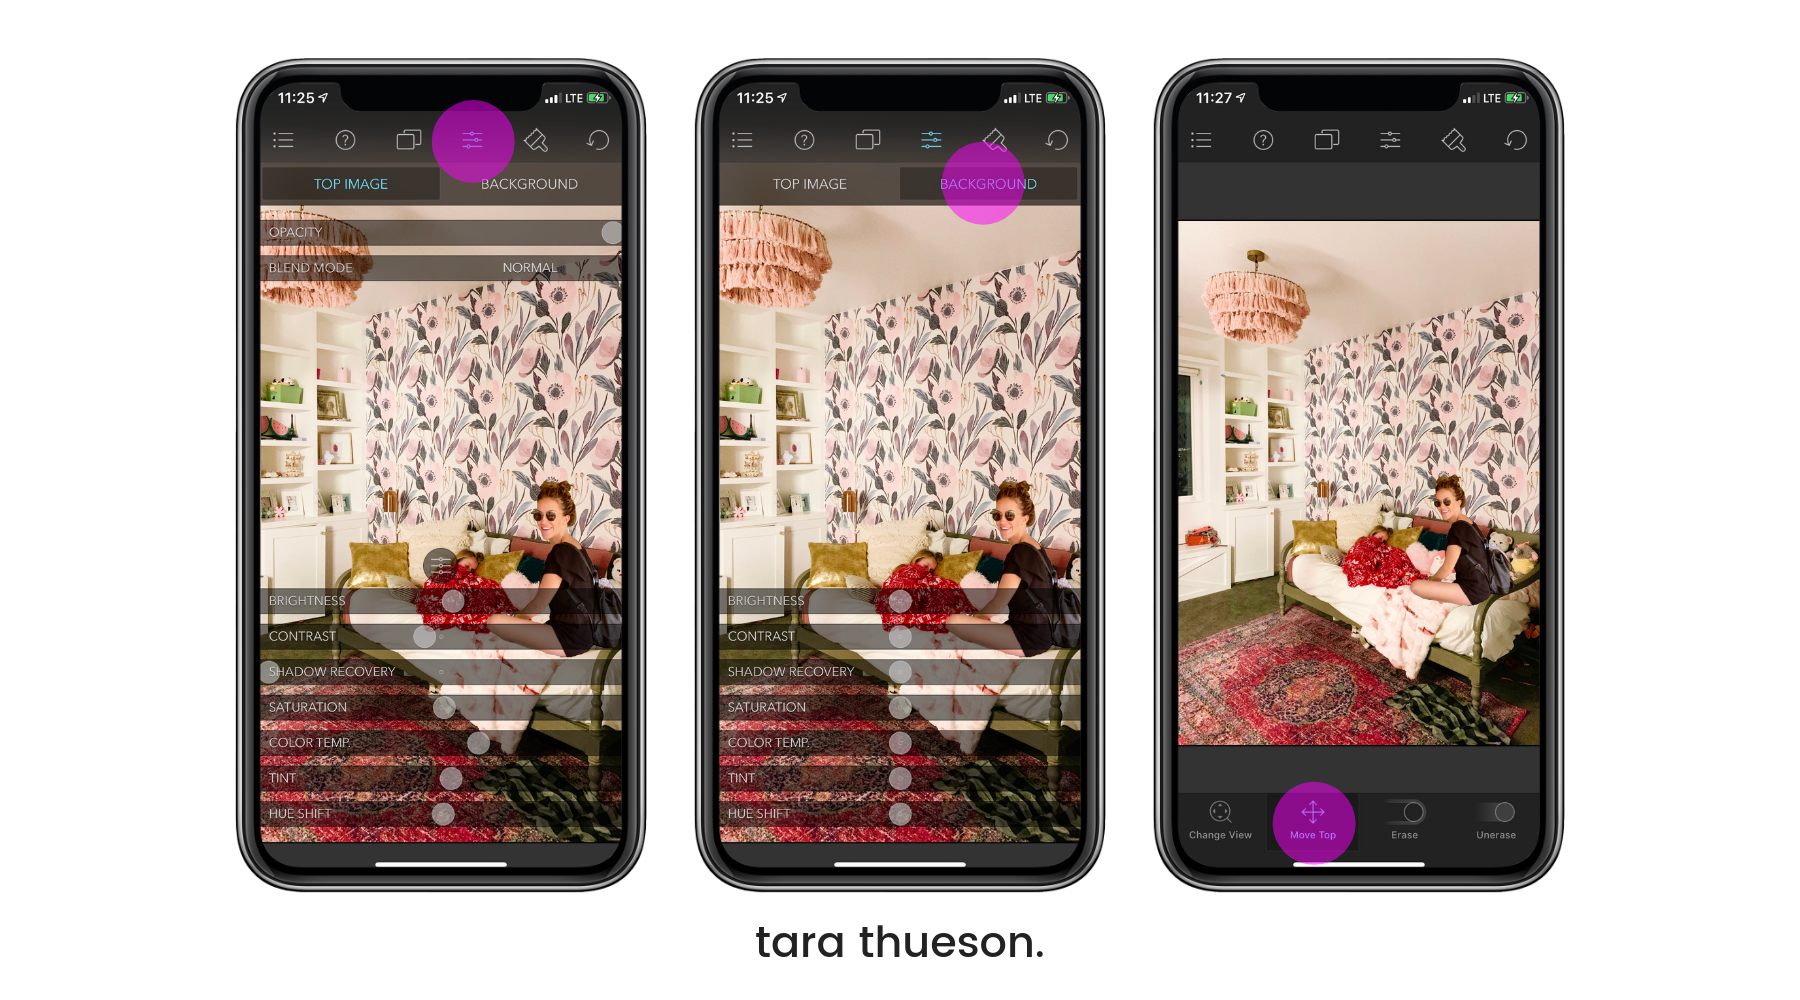 11:25 LTE
TOP IMAGE BACKGROUND
OPACITY
BLEND MODE NORMAL
BRIGHTNESS
CONTRAST
SHADOW RECOVERY
SATURATION
COLOR TEMP.
TINT
HUE SHIFT
11:25 LTE
TOP IMAGE BACKGROUND
BRIGHTNESS
CONTRAST
SHADOW RECOVERY
SATURATION
COLOR TEMP.
TINT
HUE SHIFT
11:27 LTE
Change View Move Top Erase Unerase
tara thueson.